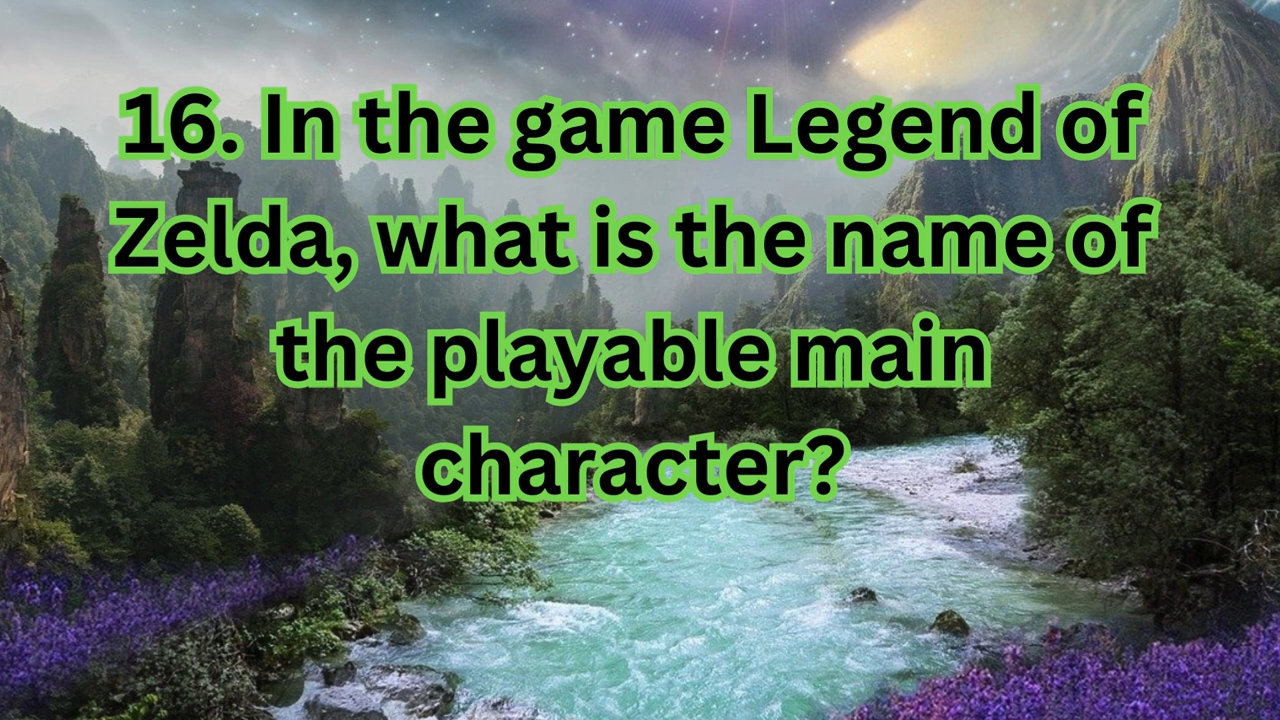 16. In the game Legend of
Zelda, what is the name of
the playable main
character?